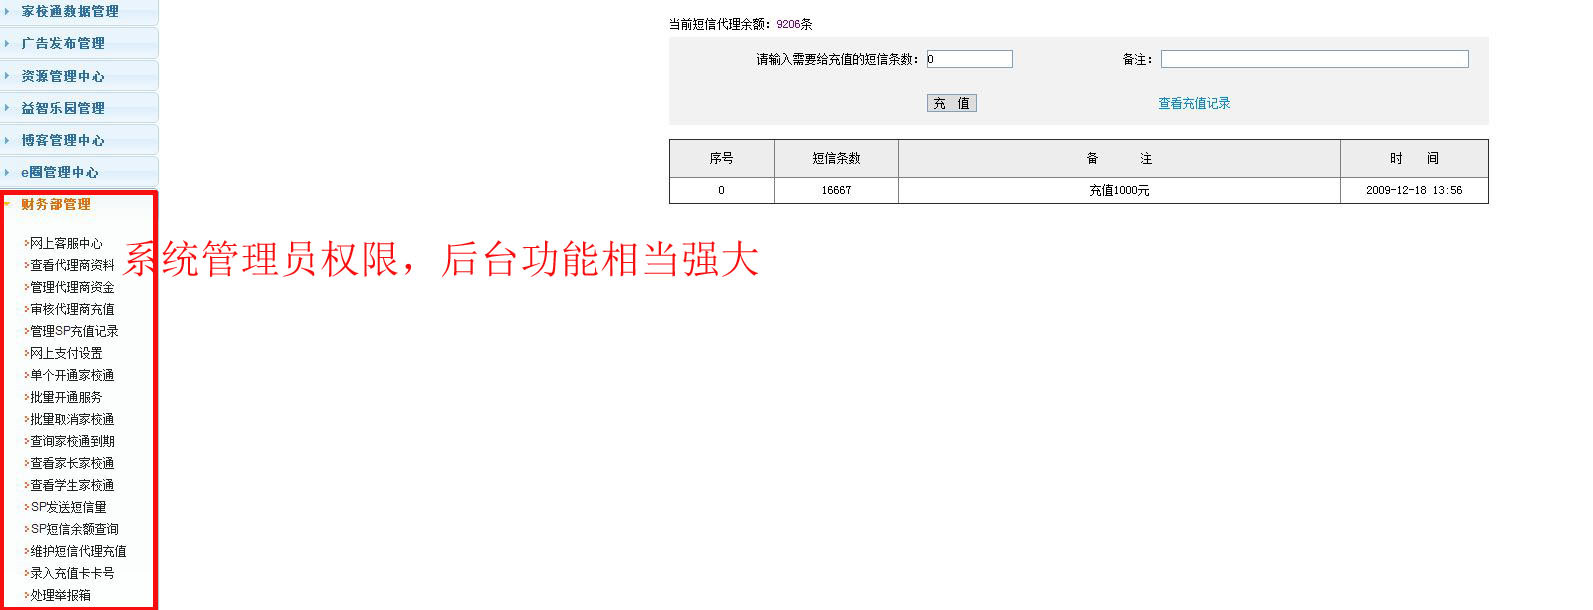 家校通数据管理
广告发布管理
资源管理中心
益智乐园管理
博客管理中心
e圈管理中心
财务部管理
网上客服中心
查看代理商资料
管理代理商资金
审核代理商充值
管理SP充值记录
网上支付设置
单个开通家校通
批量开通服务
批量取消家校通
查询家校通到期
查看家长家校通
查看学生家校通
SP发送短信量
SP短信余额查询
维护短信代理充值
录入充值卡卡号
处理举报箱
系统管理员权限，后台功能相当强大
当前短信代理余额：9206条
请输入需要给充值的短信条数：0 备注：
充 值 查看充值记录
序号 短信条数 备 注 时 间
0 16667 充值1000元 2009-12-18 13:56